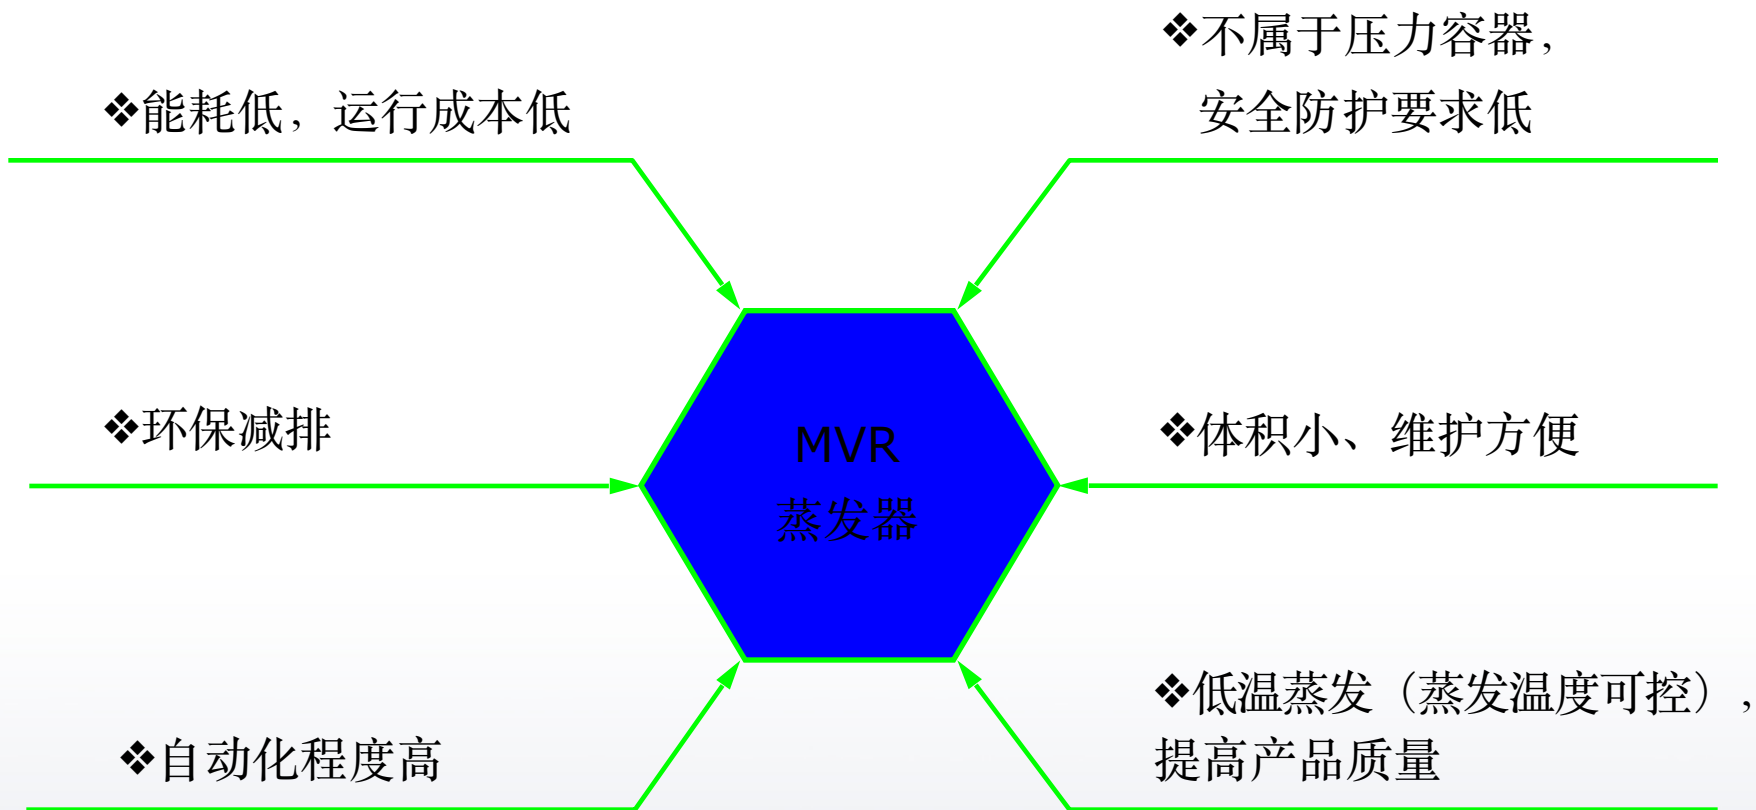 ❖能耗低，运行成本低
❖不属于压力容器，
安全防护要求低
❖环保减排
MVR
蒸发器
❖体积小、维护方便
❖自动化程度高
❖低温蒸发（蒸发温度可控），
提高产品质量